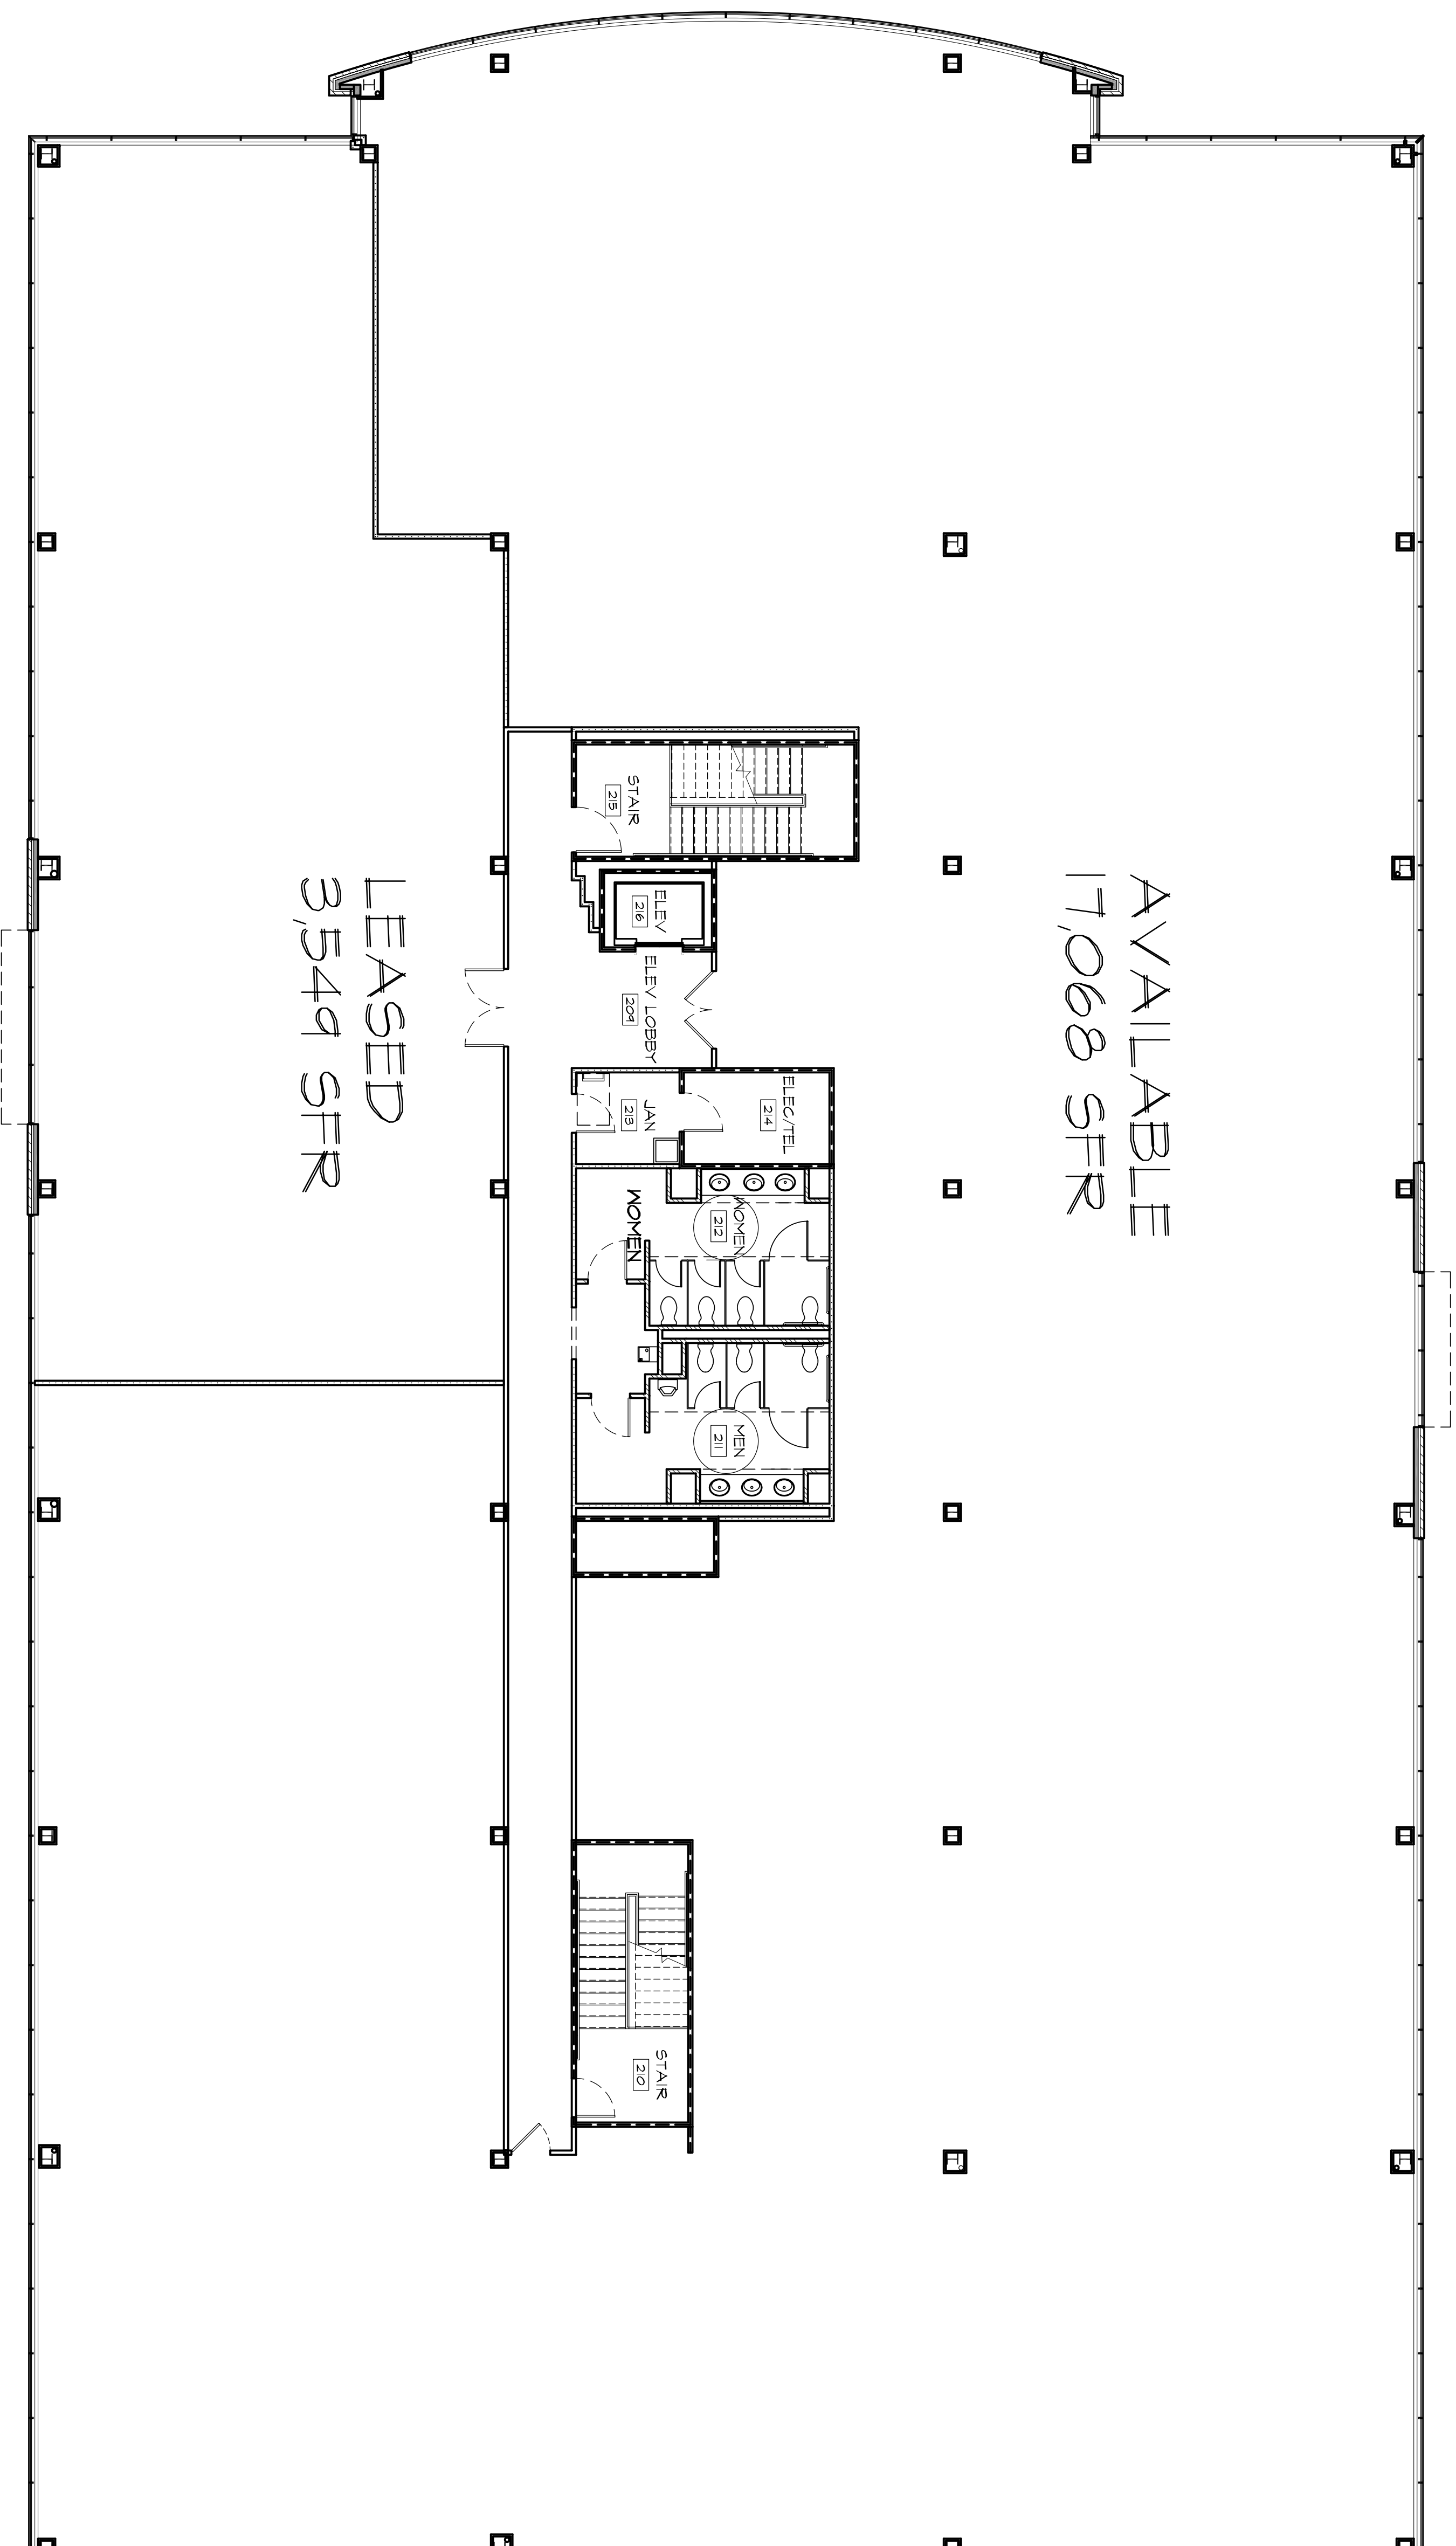 AVAILABLE
17,068 SFR
LEASED
3,549 SFR
STAIR
215
ELEV
216
ELEV LOBBY
209
ELEC/TEL
214
JAN
213
WOMEN
212
WOMEN
MEN
211
STAIR
210